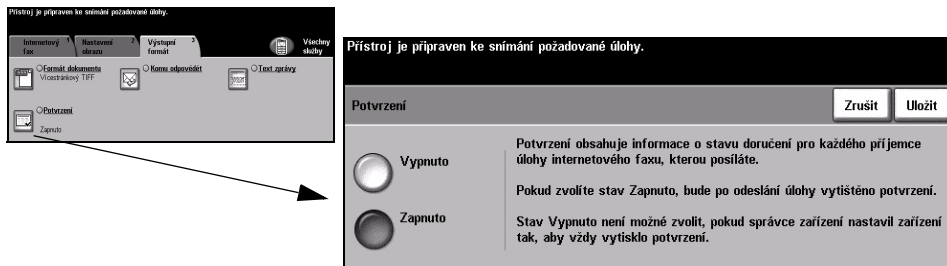 Přístroj je připraven ke snímání požadované úlohy.
Internetový fax 1
Nastavení obrazu 2
Výstupní formát 3
Všechny služby
Formát dokumentu
Vícestránkový TIFF
Komu odpovědět
Text zprávy
Potvrzení
Zapnuto
Přístroj je připraven ke snímání požadované úlohy.
Potvrzení
Zrušit
Uložit
Vypnuto
Zapnuto
Potvrzení obsahuje informace o stavu doručení pro každého příjemce
úlohy internetového faxu, kterou posíláte.
Pokud zvolíte stav Zapnuto, bude po odeslání úlohy vytištěno potvrzení.
Stav Vypnuto není možné zvolit, pokud správce zařízení nastavil zařízení
tak, aby vždy vytisklo potvrzení.